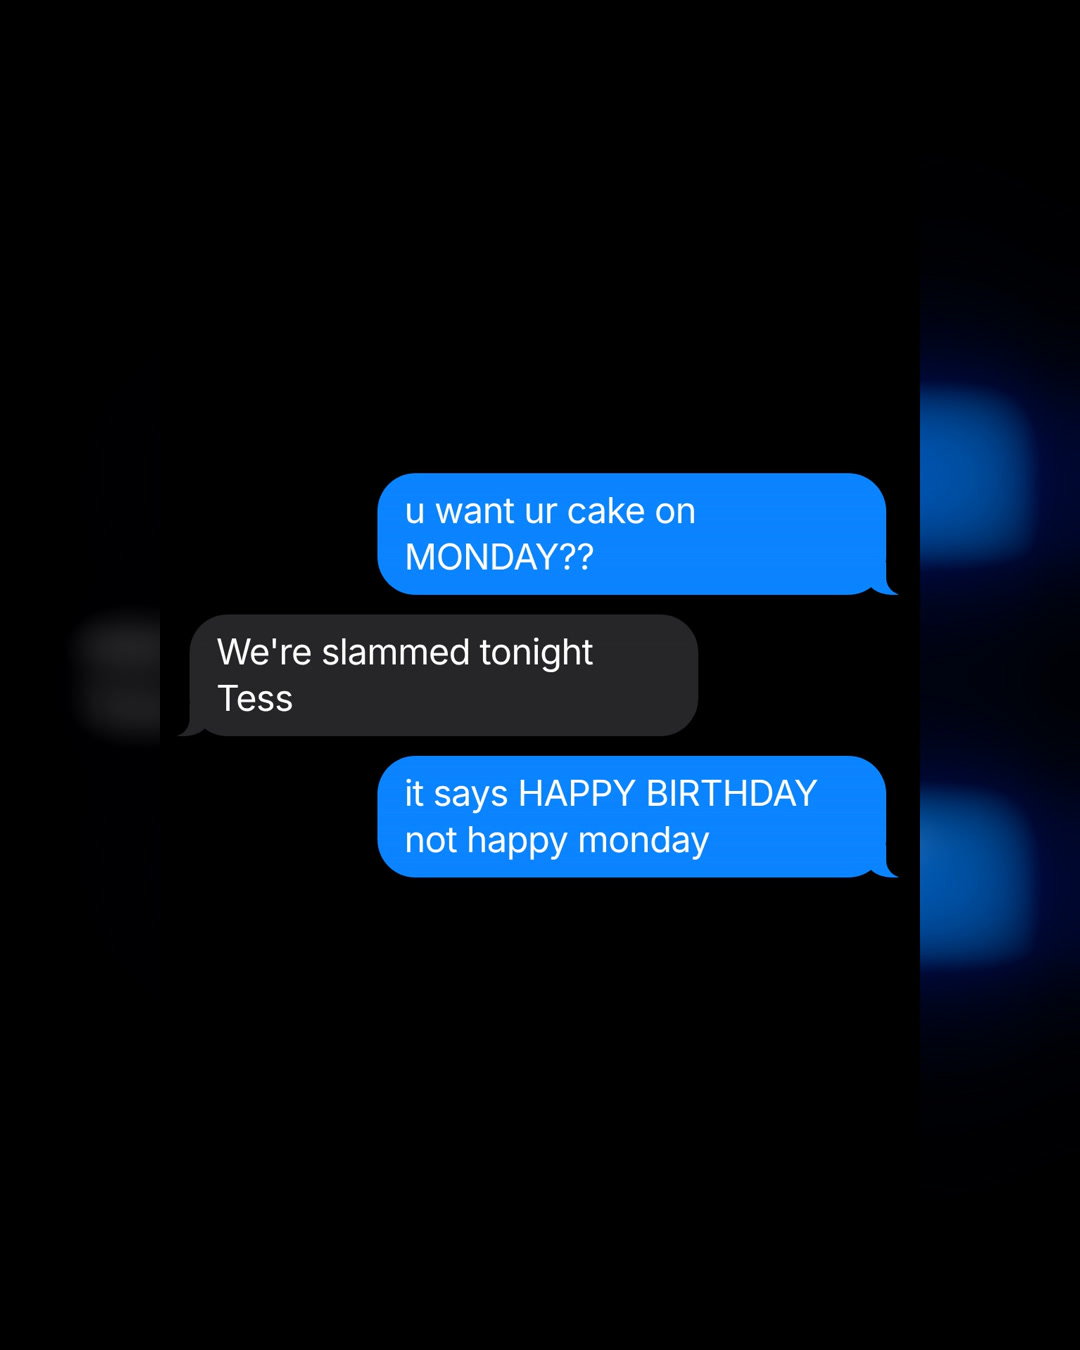 u want ur cake on
MONDAY??
We're slammed tonight
Tess
it says HAPPY BIRTHDAY
not happy monday